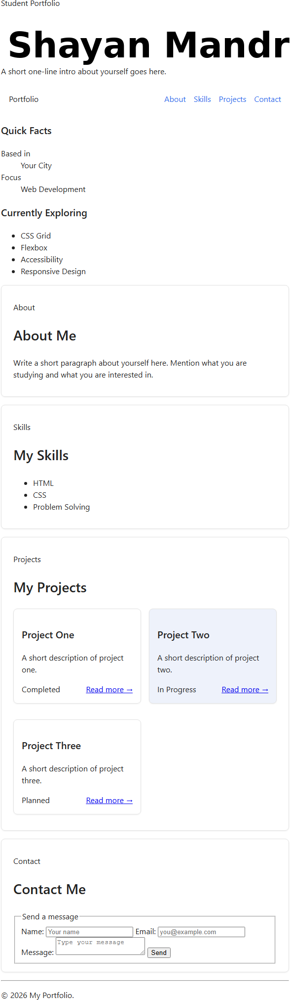 Student Portfolio
Shayan Mandr
A short one-line intro about yourself goes here.
Portfolio
About Skills Projects Contact
Quick Facts
Based in
Your City
Focus
Web Development
Currently Exploring
CSS Grid
Flexbox
Accessibility
Responsive Design
About
About Me
Write a short paragraph about yourself here. Mention what you are
studying and what you are interested in.
Skills
My Skills
HTML
CSS
Problem Solving
Projects
My Projects
Project One
A short description of project
one.
Completed Read more →
Project Two
A short description of project
two.
In Progress Read more →
Project Three
A short description of project
three.
Planned Read more →
Contact
Contact Me
Send a message
Name: Your name Email: you@example.com
Message: Type your message Send
© 2026 My Portfolio.